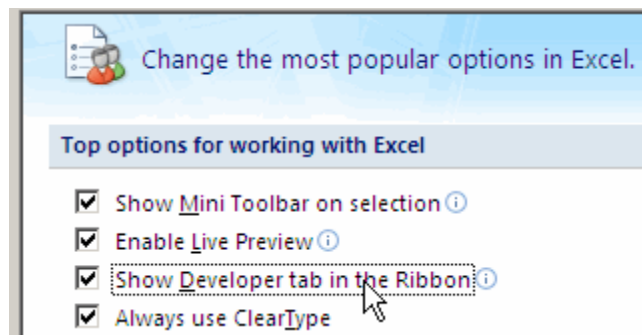 Change the most popular options in Excel.
Top options for working with Excel
Show Mini Toolbar on selection
Enable Live Preview
Show Developer tab in the Ribbon
Always use ClearType